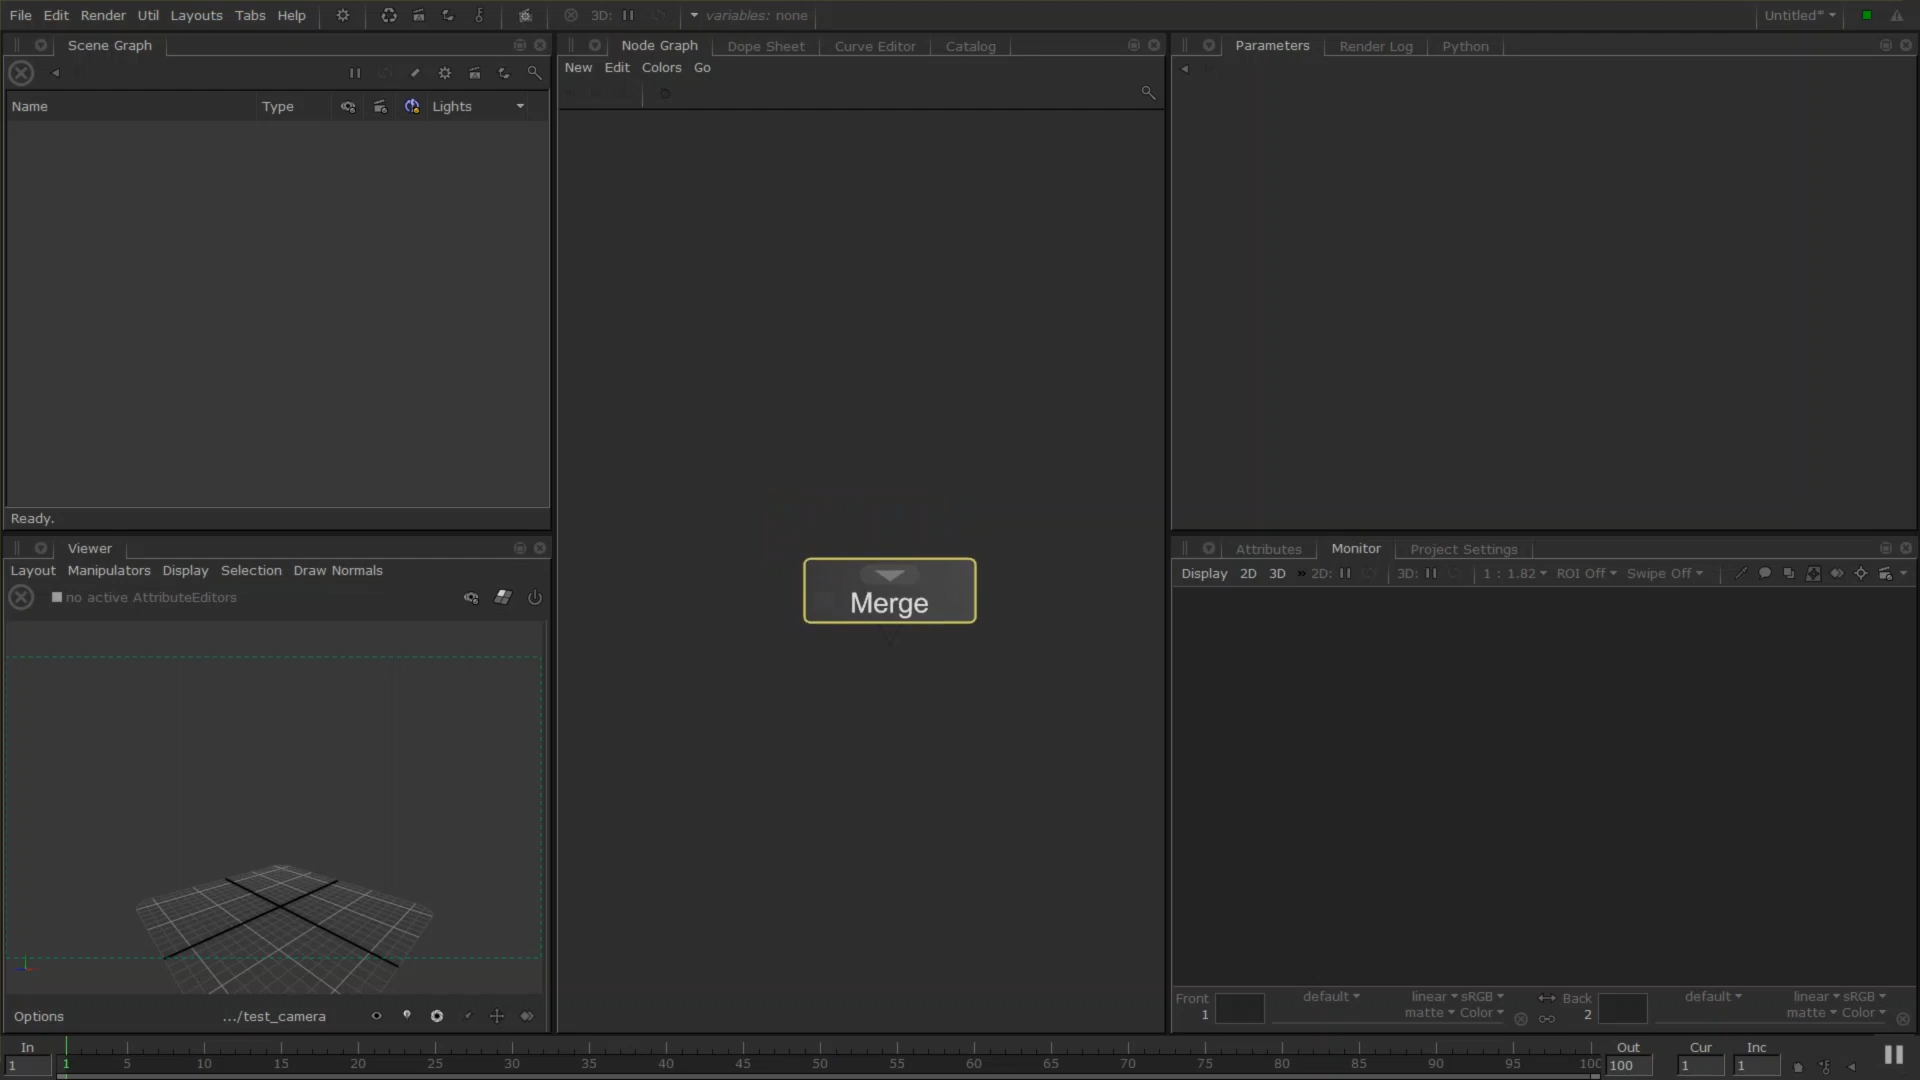 File Edit Render Util Layouts Tabs Help 3D: variables: none Untitled*
Scene Graph
Name Type Lights
Ready.
Node Graph Dope Sheet Curve Editor Catalog
New Edit Colors Go
Merge
Parameters Render Log Python
Viewer
Layout Manipulators Display Selection Draw Normals
no active AttributeEditors
Options .../test_camera
Attributes Monitor Project Settings
Display 2D 3D » 2D: 3D: 1 : 1.82 ROI Off Swipe Off
Front default linear sRGB Back default linear sRGB
1 matte Color 2 matte Color
In Out Cur Inc
1 1 5 10 15 20 25 30 35 40 45 50 55 60 65 70 75 80 85 90 95 100 100 1 1